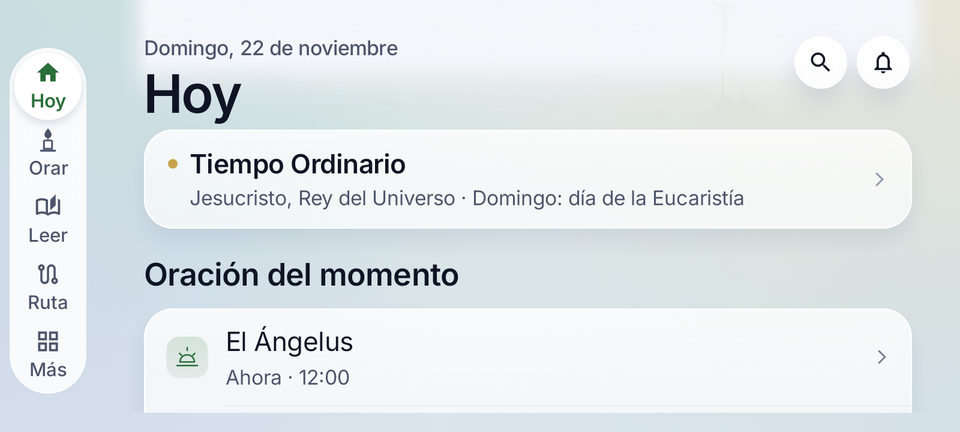 Domingo, 22 de noviembre
Hoy
Hoy
Orar
Leer
Ruta
Más
Tiempo Ordinario
Jesucristo, Rey del Universo · Domingo: día de la Eucaristía
Oración del momento
El Ángelus
Ahora · 12:00